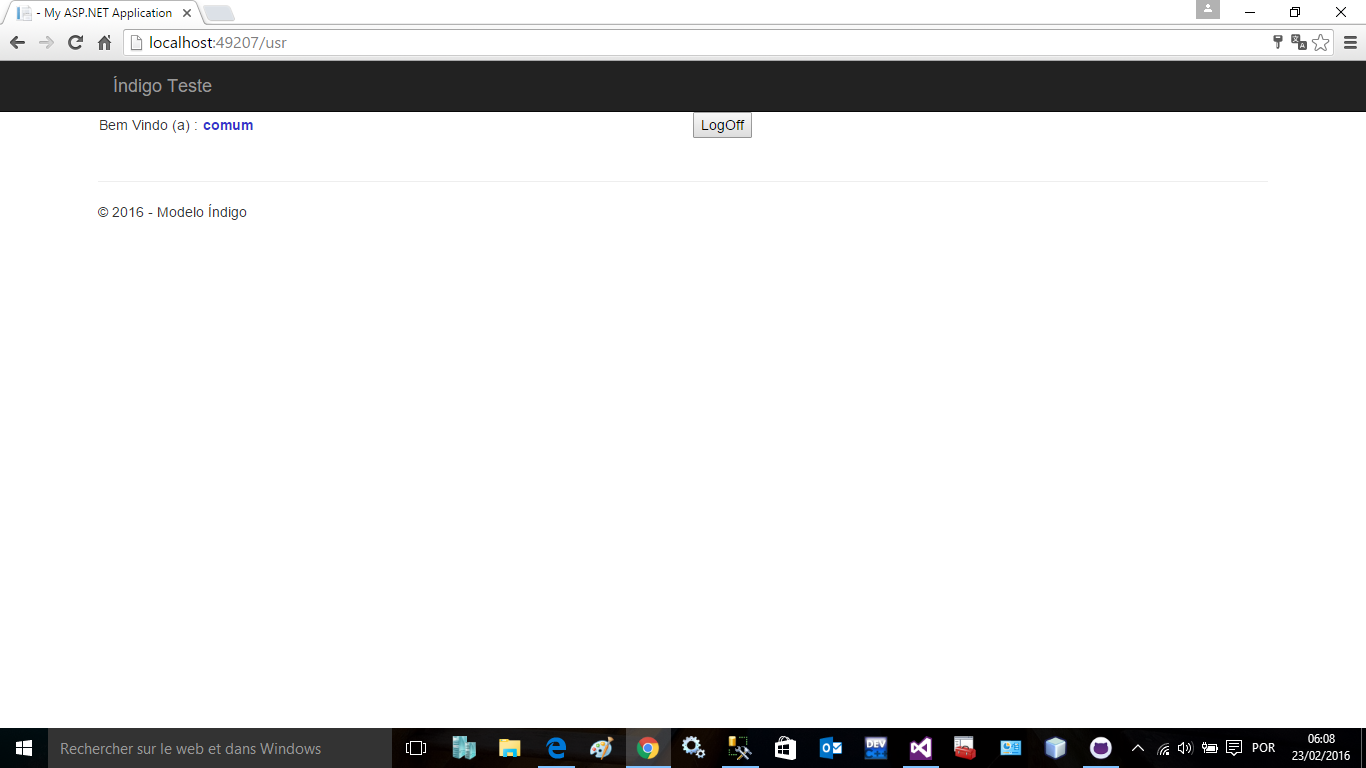 - My ASP.NET Application
localhost:49207/usr
Índigo Teste
Bem Vindo (a) : comum LogOff
© 2016 - Modelo Índigo
Rechercher sur le web et dans Windows
DEV
C++
POR
06:08
23/02/2016